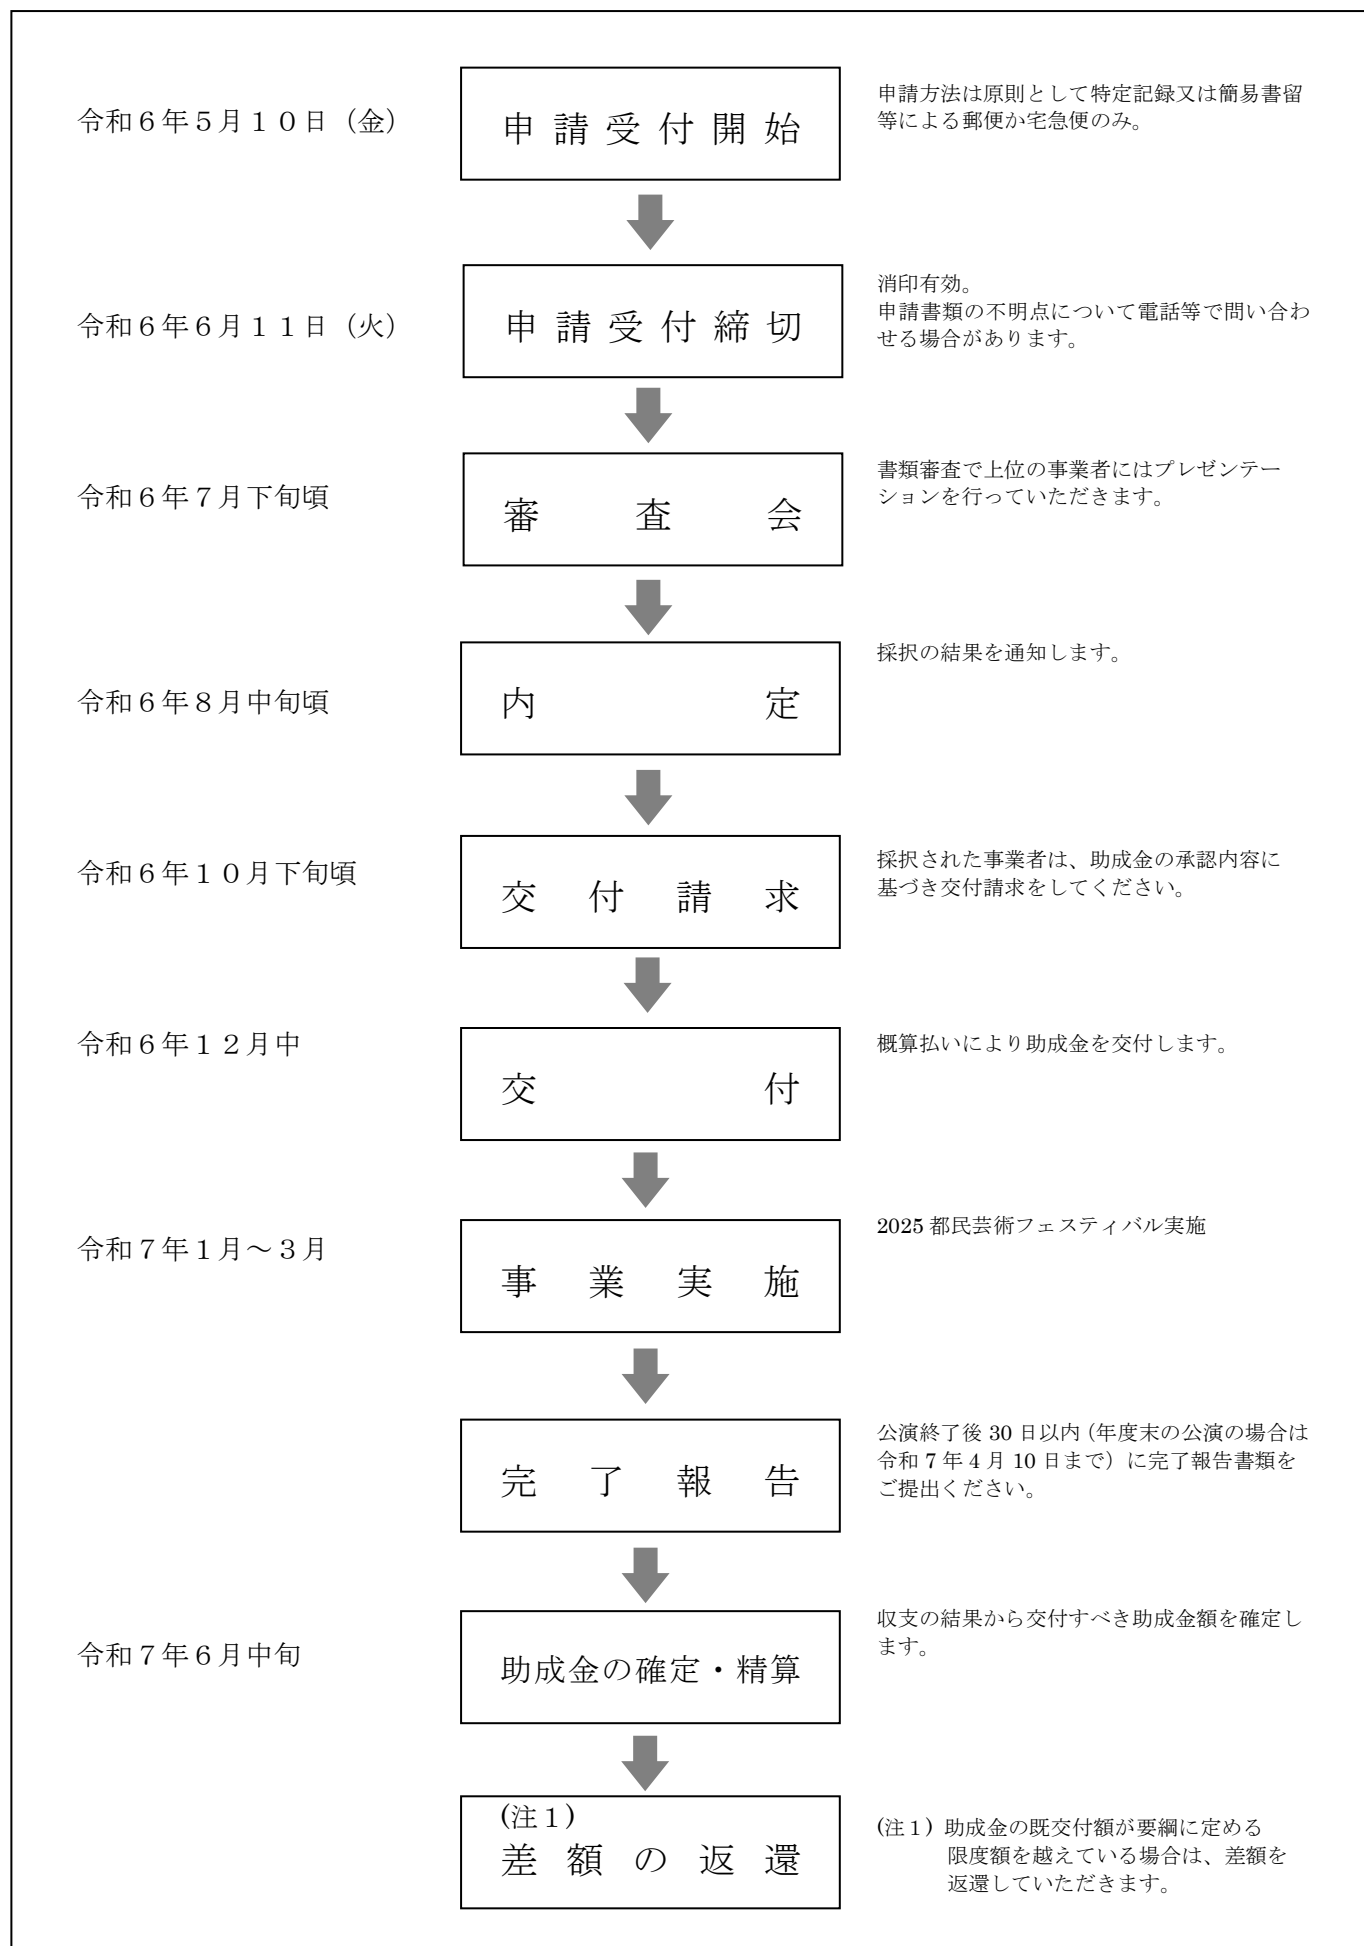 令和６年５月１０日（金）
申請受付開始
申請方法は原則として特定記録又は簡易書留
等による郵便か宅急便のみ。
令和６年６月１１日（火）
申請受付締切
消印有効。
申請書類の不明点について電話等で問い合わ
せる場合があります。
令和６年７月下旬頃
審査会
書類審査で上位の事業者にはプレゼンテー
ションを行っていただきます。
令和６年８月中旬頃
内定
採択の結果を通知します。
令和６年１０月下旬頃
交付請求
採択された事業者は、助成金の承認内容に
基づき交付請求をしてください。
令和６年１２月中
交付
概算払いにより助成金を交付します。
令和７年１月～３月
事業実施
2025 都民芸術フェスティバル実施
完了報告
公演終了後 30 日以内（年度末の公演の場合は
令和 7 年 4 月 10 日まで）に完了報告書類を
ご提出ください。
令和７年６月中旬
助成金の確定・精算
収支の結果から交付すべき助成金額を確定し
ます。
(注１)
差額の返還
(注１) 助成金の既交付額が要綱に定める
限度額を越えている場合は、差額を
返還していただきます。